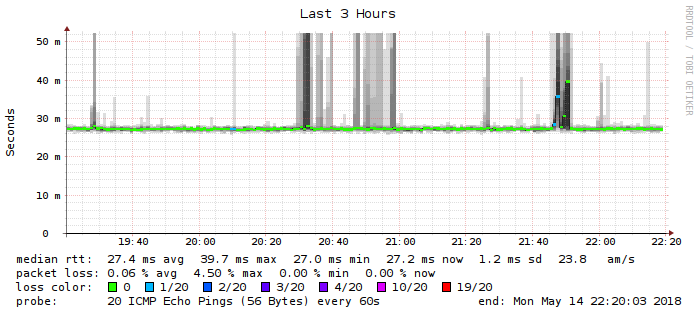 Last 3 Hours
RRDTOOL / TOBI OETIKER
Seconds
50 m
40 m
30 m
20 m
10 m
0
19:40 20:00 20:20 20:40 21:00 21:20 21:40 22:00 22:20
median rtt: 27.4 ms avg 39.7 ms max 27.0 ms min 27.2 ms now 1.2 ms sd 23.8 am/s
packet loss: 0.06 % avg 4.50 % max 0.00 % min 0.00 % now
loss color: 0 1/20 2/20 3/20 4/20 10/20 19/20
probe: 20 ICMP Echo Pings (56 Bytes) every 60s end: Mon May 14 22:20:03 2018